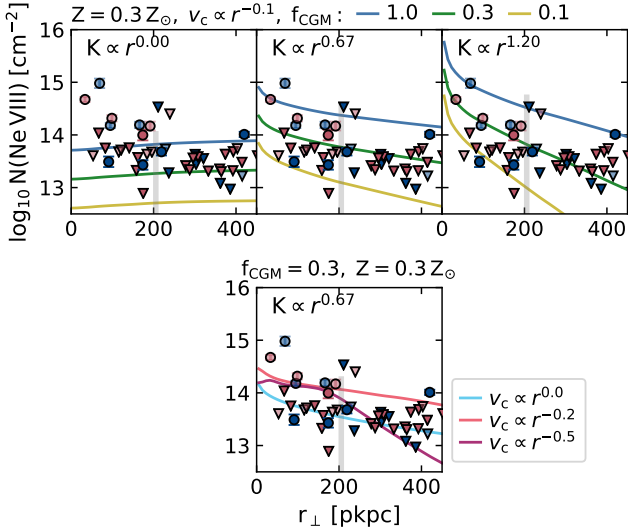 Z = 0.3 Z⊙, v_c ∝ r^−0.1, f_CGM : 1.0 0.3 0.1
K ∝ r^0.00 K ∝ r^0.67 K ∝ r^1.20
log₁₀ N(Ne VIII) [cm^−2]
16
15
14
13
0 200 400 0 200 400 0 200 400
f_CGM = 0.3, Z = 0.3 Z⊙
K ∝ r^0.67
16
15
14
13
v_c ∝ r^0.0
v_c ∝ r^−0.2
v_c ∝ r^−0.5
0 200 400
r⊥ [pkpc]